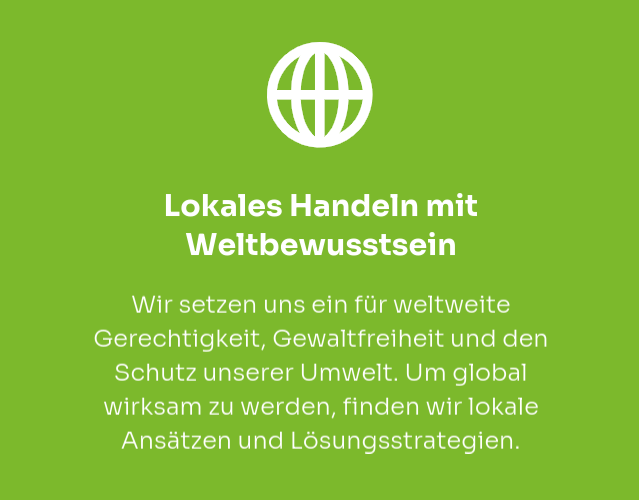 Lokales Handeln mit
Weltbewusstsein
Wir setzen uns ein für weltweite
Gerechtigkeit, Gewaltfreiheit und den
Schutz unserer Umwelt. Um global
wirksam zu werden, finden wir lokale
Ansätzen und Lösungsstrategien.